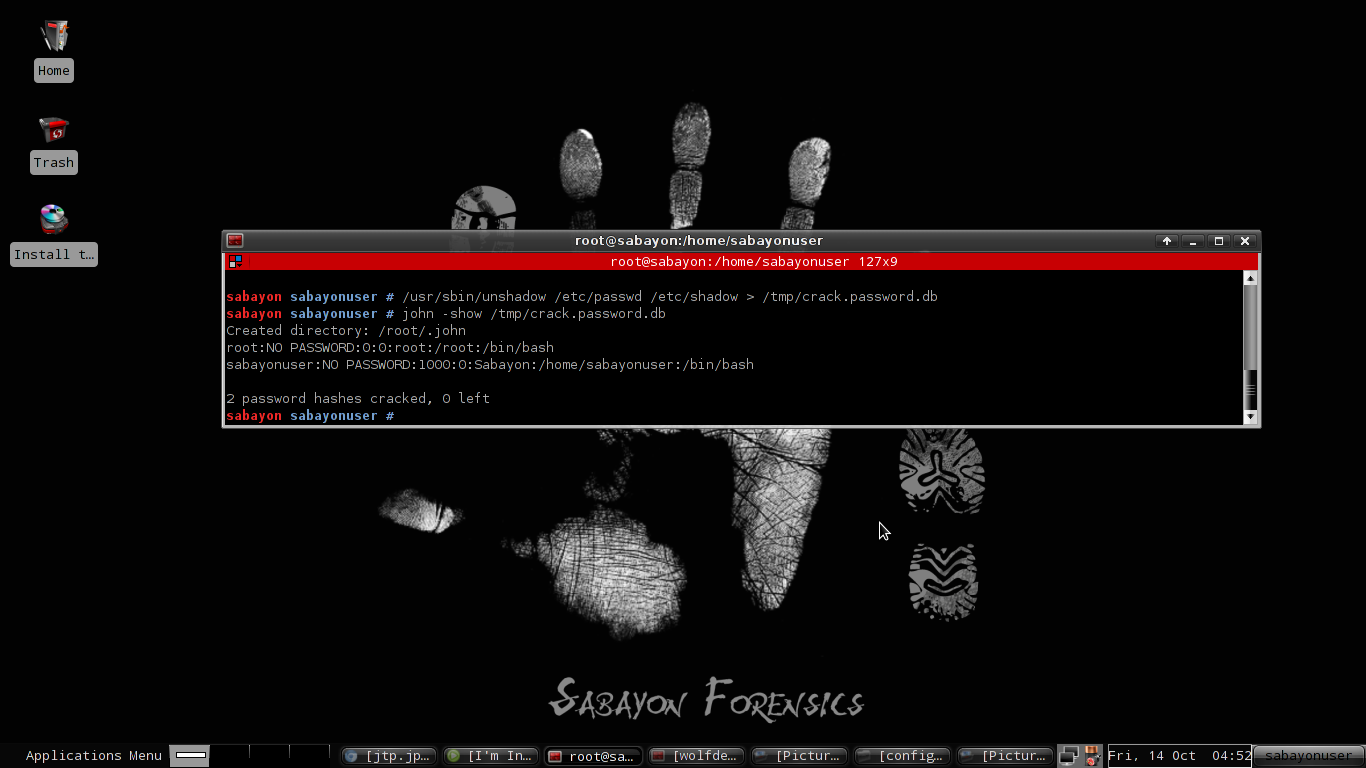 Home
Trash
Install t...
root@sabayon:/home/sabayonuser
root@sabayon:/home/sabayonuser 127x9
sabayon sabayonuser # /usr/sbin/unshadow /etc/passwd /etc/shadow > /tmp/crack.password.db
sabayon sabayonuser # john -show /tmp/crack.password.db
Created directory: /root/.john
root:NO PASSWORD:0:0:root:/root:/bin/bash
sabayonuser:NO PASSWORD:1000:0:Sabayon:/home/sabayonuser:/bin/bash
2 password hashes cracked, 0 left
sabayon sabayonuser #
Sabayon Forensics
Applications Menu
[jtp.jp...
[I'm In...
root@sa...
[wolfde...
[Pictur...
[config...
[Pictur...
Fri, 14 Oct 04:52
sabayonuser